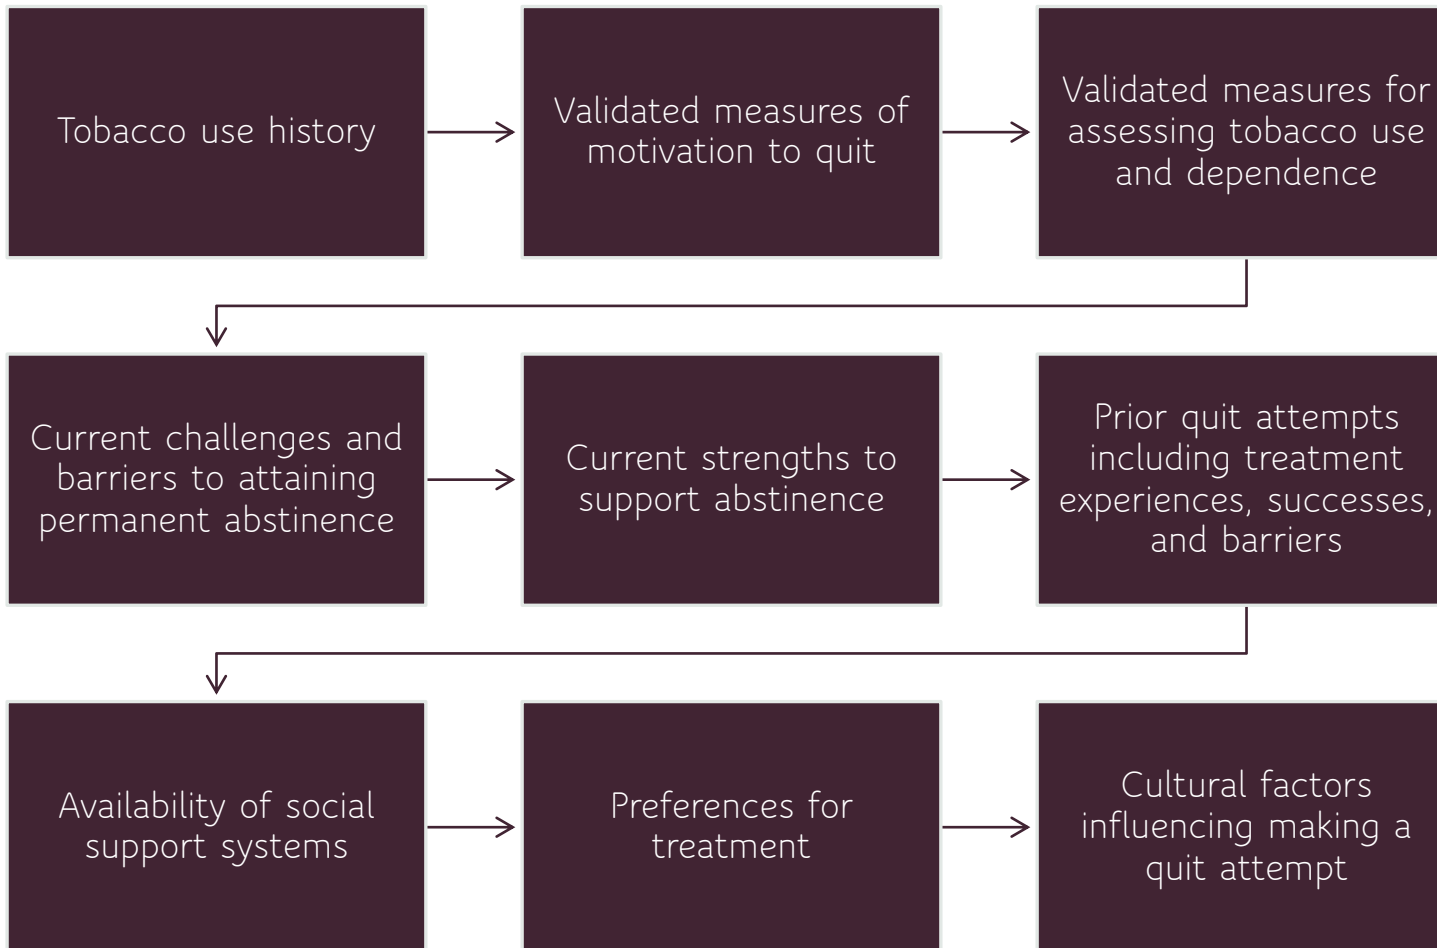 Tobacco use history
Validated measures of
motivation to quit
Validated measures for
assessing tobacco use
and dependence
Current challenges and
barriers to attaining
permanent abstinence
Current strengths to
support abstinence
Prior quit attempts
including treatment
experiences, successes,
and barriers
Availability of social
support systems
Preferences for
treatment
Cultural factors
influencing making a
quit attempt